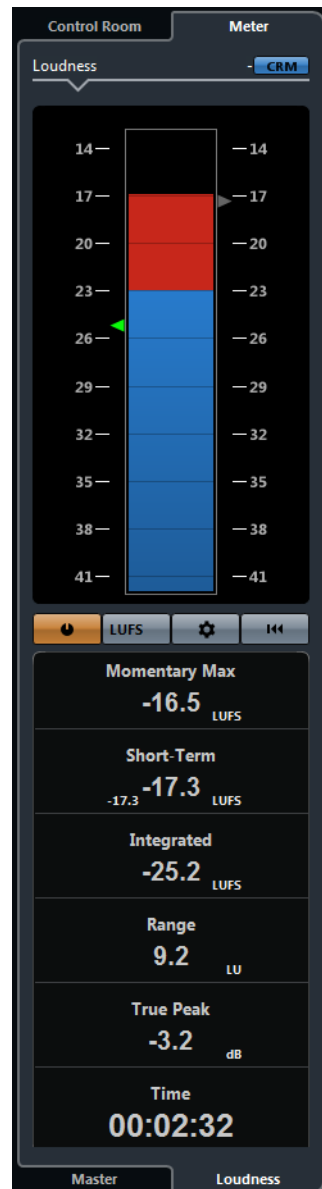 Control Room Meter
Loudness - CRM
14 14
17 17
20 20
23 23
26 26
29 29
32 32
35 35
38 38
41 41
LUFS
Momentary Max
-16.5 LUFS
Short-Term
-17.3 -17.3 LUFS
Integrated
-25.2 LUFS
Range
9.2 LU
True Peak
-3.2 dB
Time
00:02:32
Master Loudness